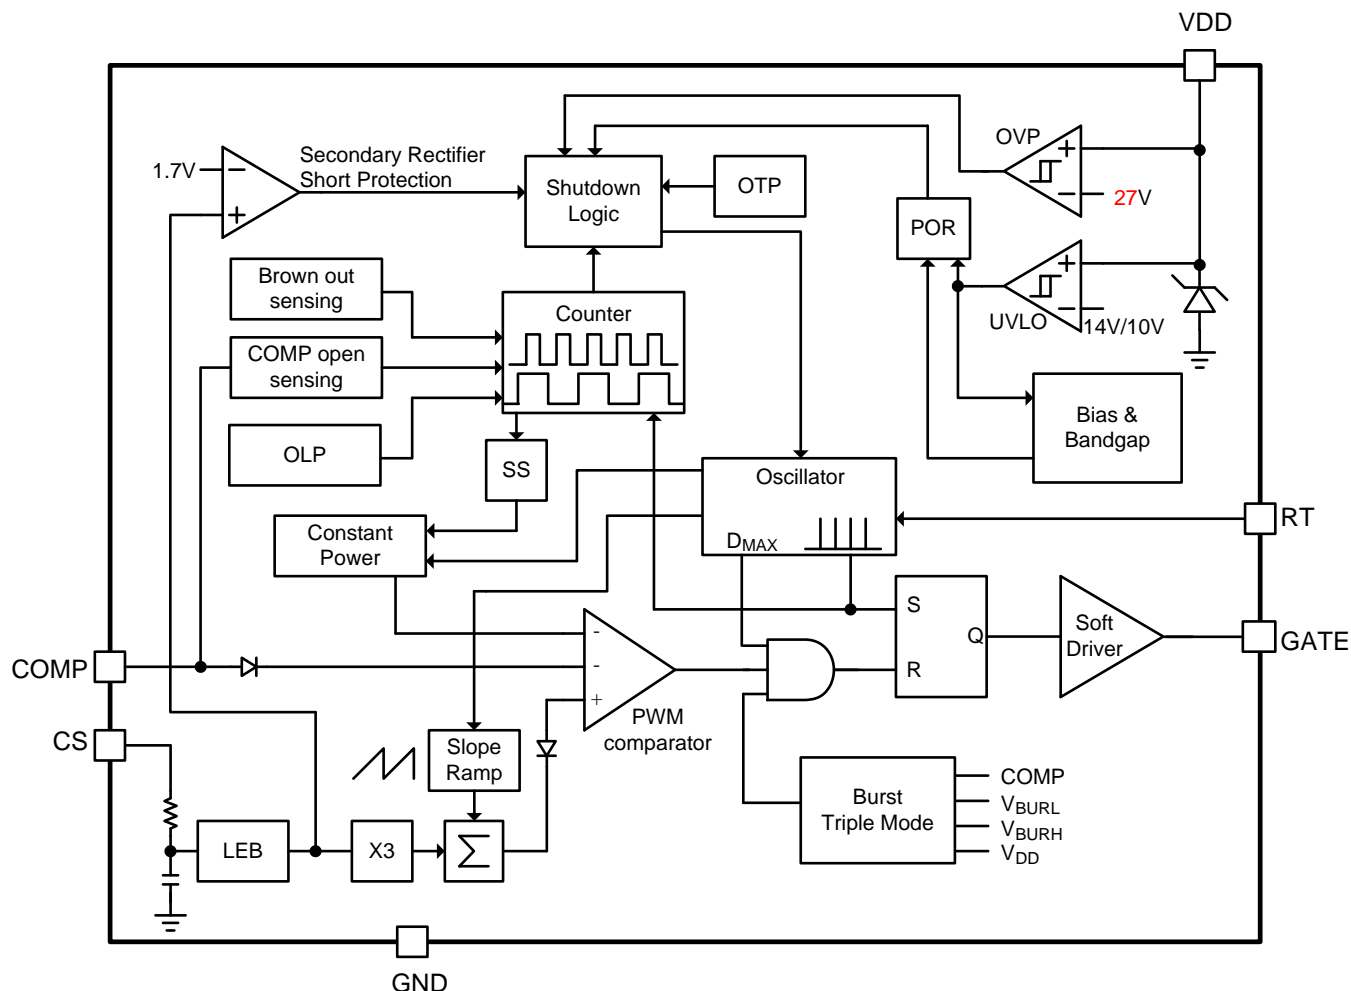 VDD
OVP
27V
1.7V
Secondary Rectifier
Short Protection
Shutdown
Logic
OTP
POR
UVLO
14V/10V
Brown out
sensing
Counter
COMP open
sensing
OLP
SS
Bias &
Bandgap
Oscillator
DMAX
RT
Constant
Power
S
Q
R
Soft
Driver
GATE
COMP
PWM
comparator
CS
Slope
Ramp
LEB
X3
Σ
Burst
Triple Mode
COMP
VBURL
VBURH
VDD
GND